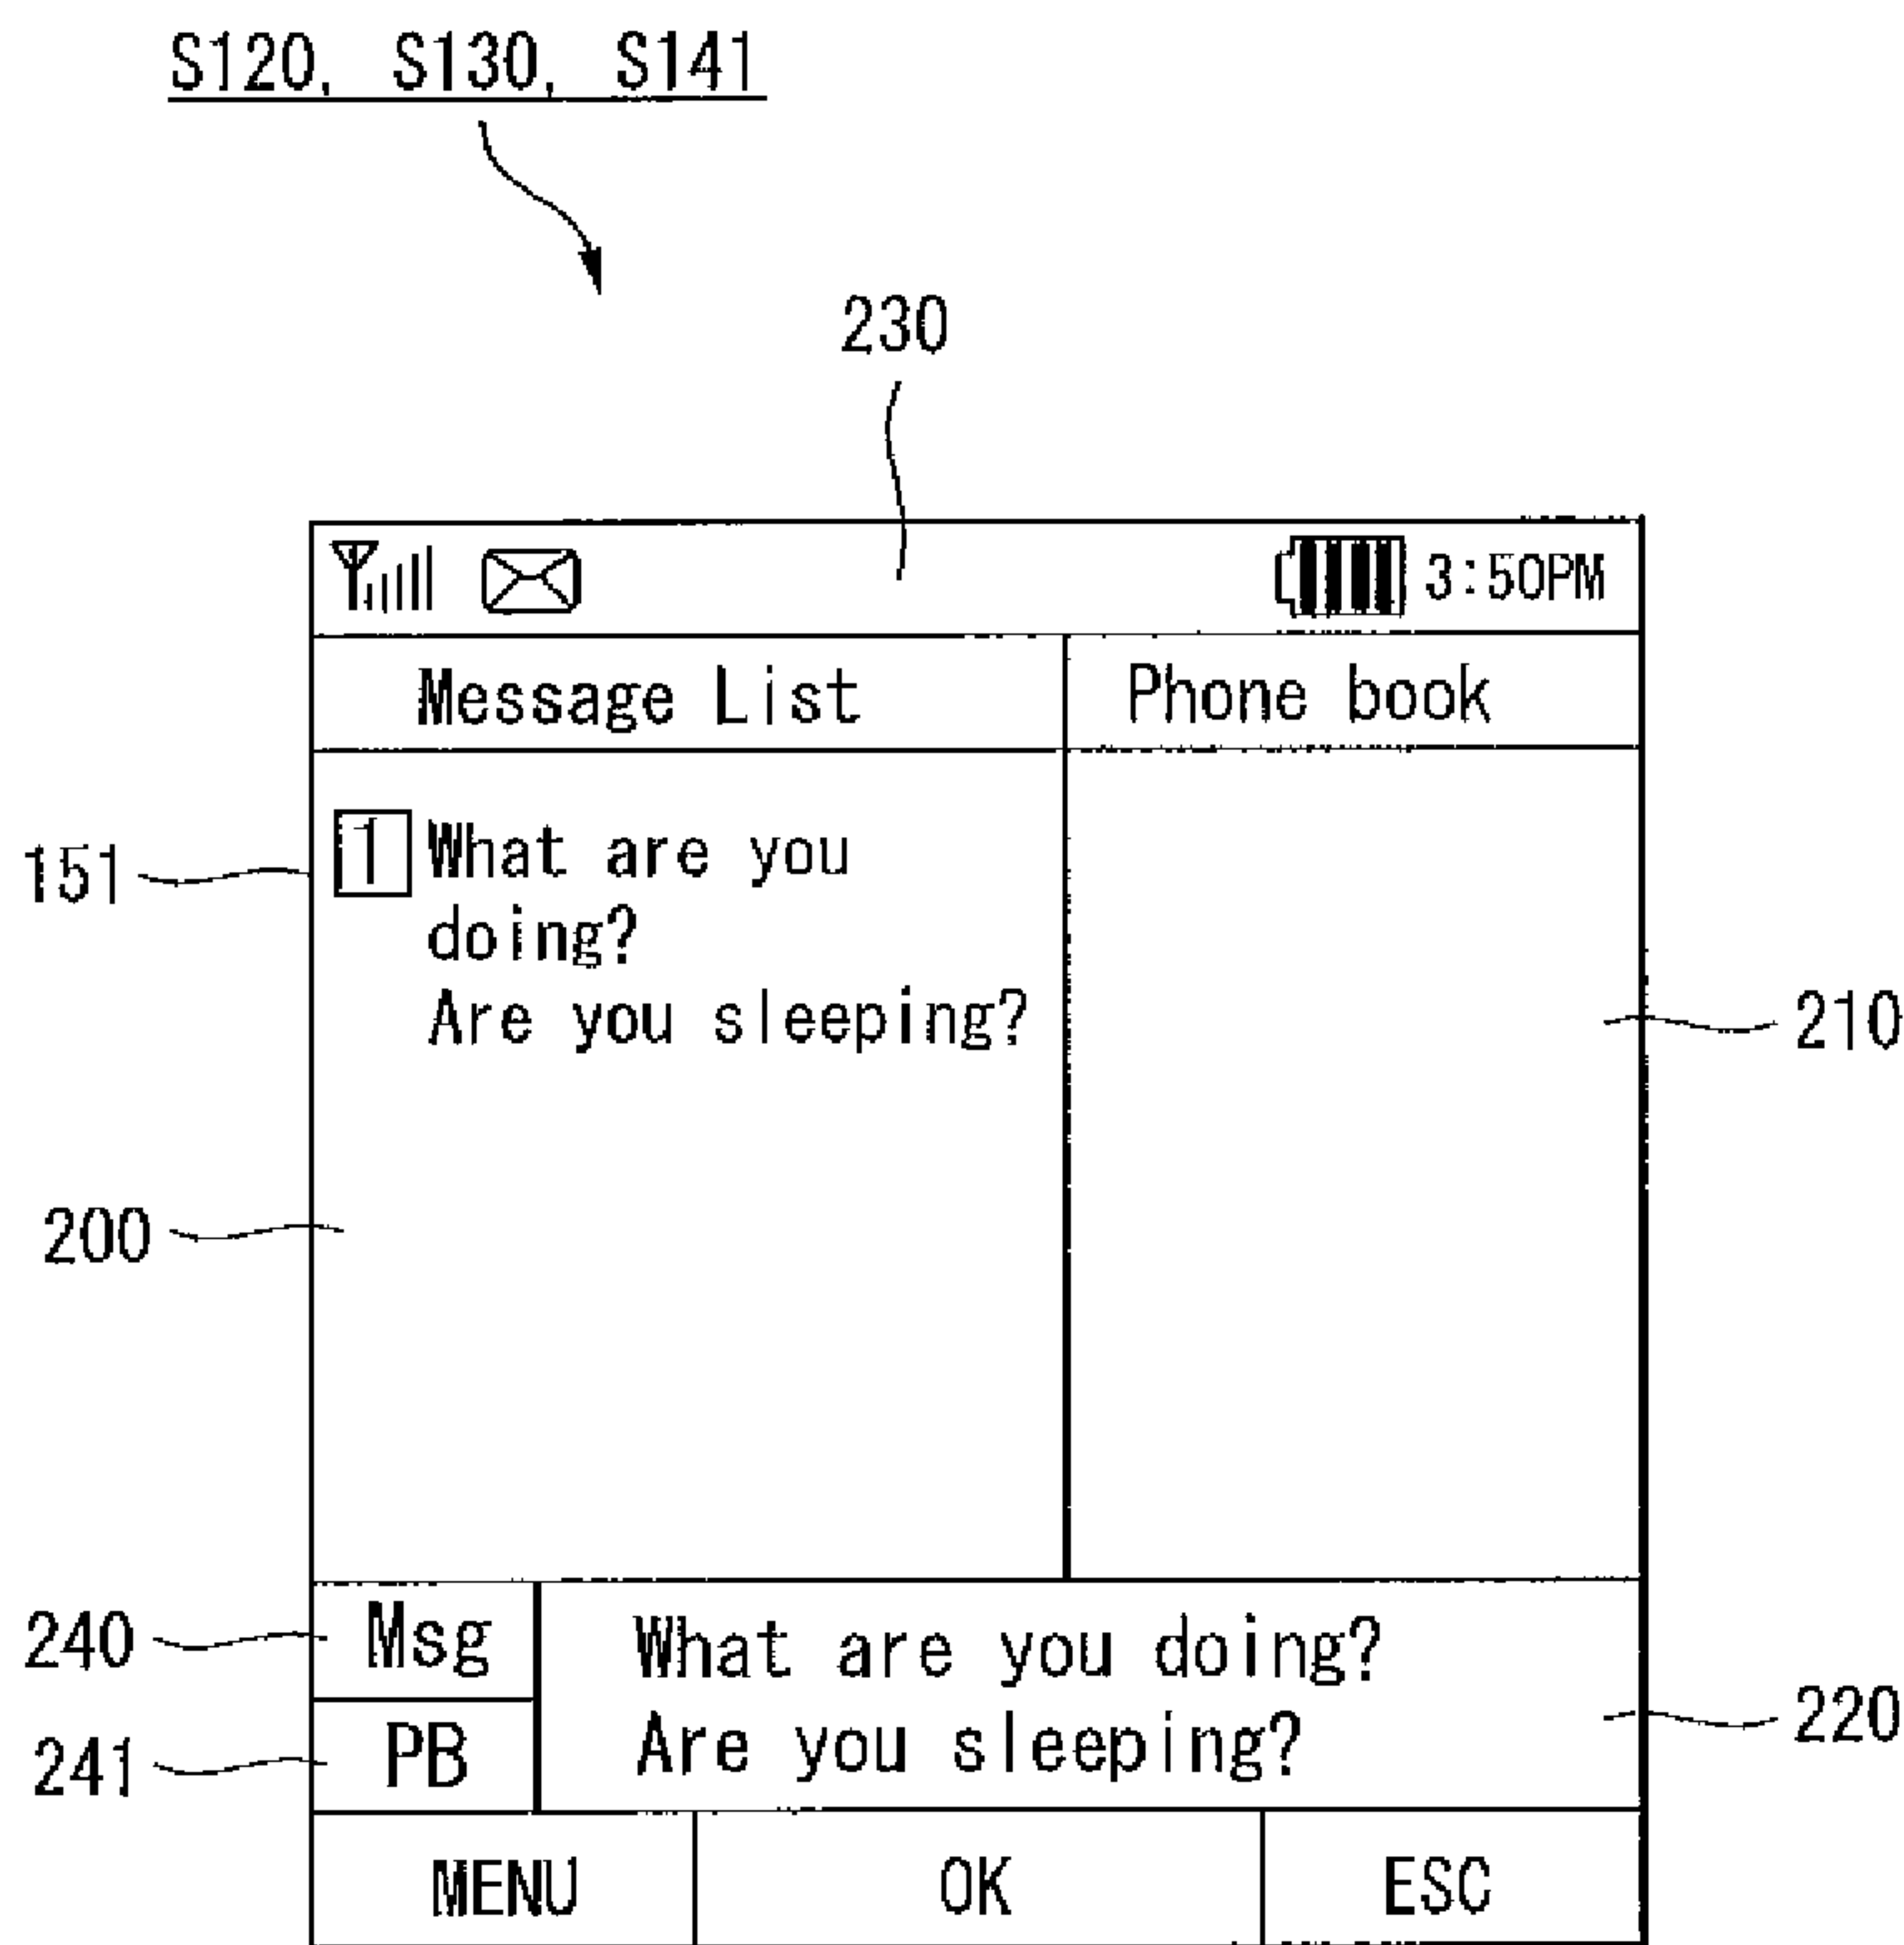 S120, S130, S141
230
3:50PM
Message List
Phone book
151
1 What are you
doing?
Are you sleeping?
210
200
240
Msg
What are you doing?
Are you sleeping?
220
241
PB
MENU
OK
ESC